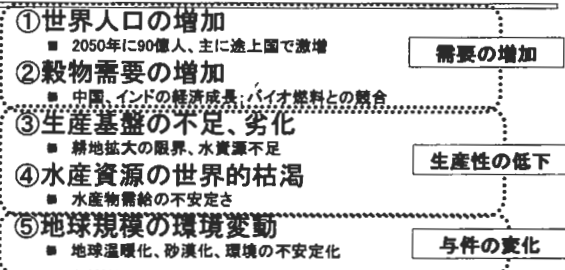 ①世界人口の増加
■ 2050年に90億人、主に途上国で激増
需要の増加
②穀物需要の増加
■ 中国、インドの経済成長;バイオ燃料との競合
③生産基盤の不足、劣化
■ 耕地拡大の限界、水資源不足
生産性の低下
④水産資源の世界的枯渇
■ 水産物需給の不安定さ
⑤地球規模の環境変動
■ 地球温暖化、砂漠化、環境の不安定化
与件の変化